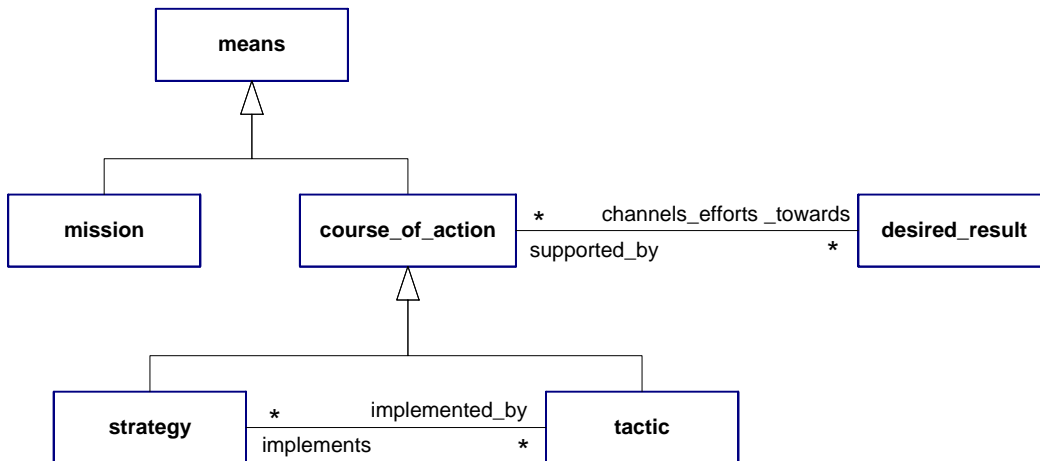 means
mission
course_of_action
* channels_efforts _towards
supported_by *
desired_result
strategy
* implemented_by
implements *
tactic